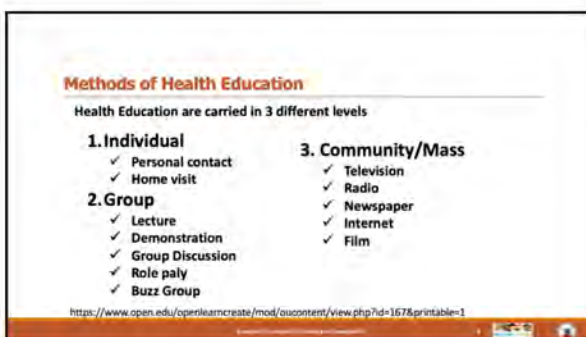 Methods of Health Education
Health Education are carried in 3 different levels
1.Individual
✓ Personal contact
✓ Home visit
2.Group
✓ Lecture
✓ Demonstration
✓ Group Discussion
✓ Role paly
✓ Buzz Group
3. Community/Mass
✓ Television
✓ Radio
✓ Newspaper
✓ Internet
✓ Film
https://www.open.edu/openlearncreate/mod/oucontent/view.php?id=167&printable=1